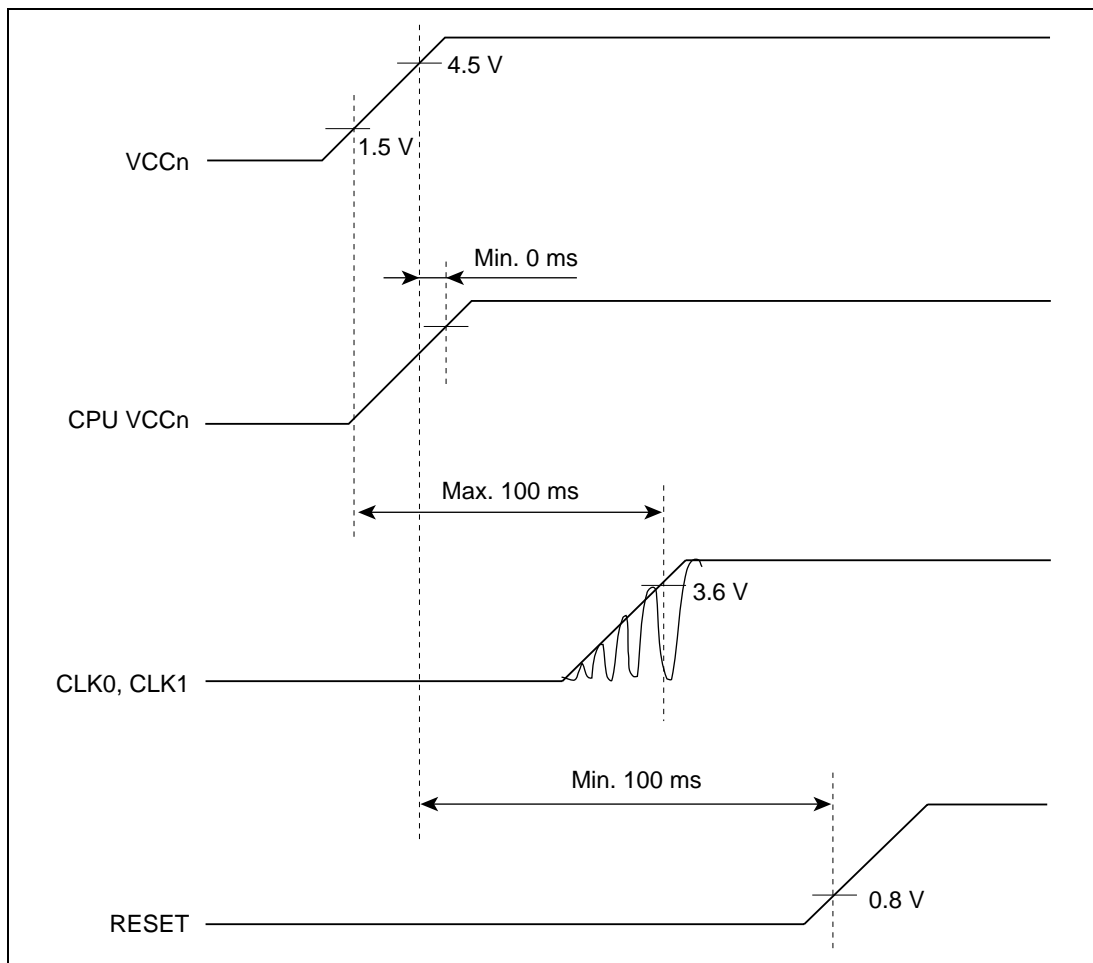 4.5 V
1.5 V
VCCn
Min. 0 ms
CPU VCCn
Max. 100 ms
3.6 V
CLK0, CLK1
Min. 100 ms
0.8 V
RESET